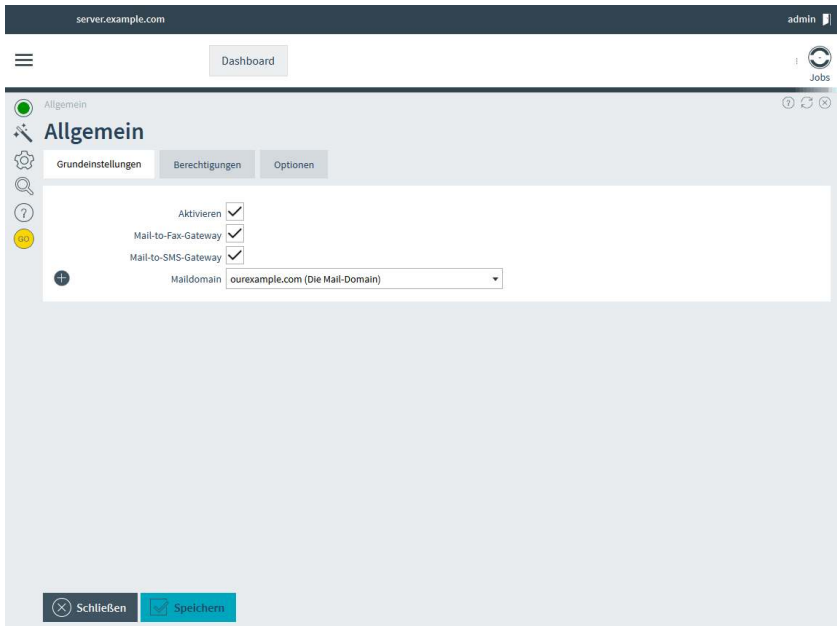 server.example.com
admin
Dashboard
Jobs
Allgemein
Allgemein
Grundeinstellungen
Berechtigungen
Optionen
Aktivieren
Mail-to-Fax-Gateway
Mail-to-SMS-Gateway
Maildomain ourexample.com (Die Mail-Domain)
GO
Schließen
Speichern